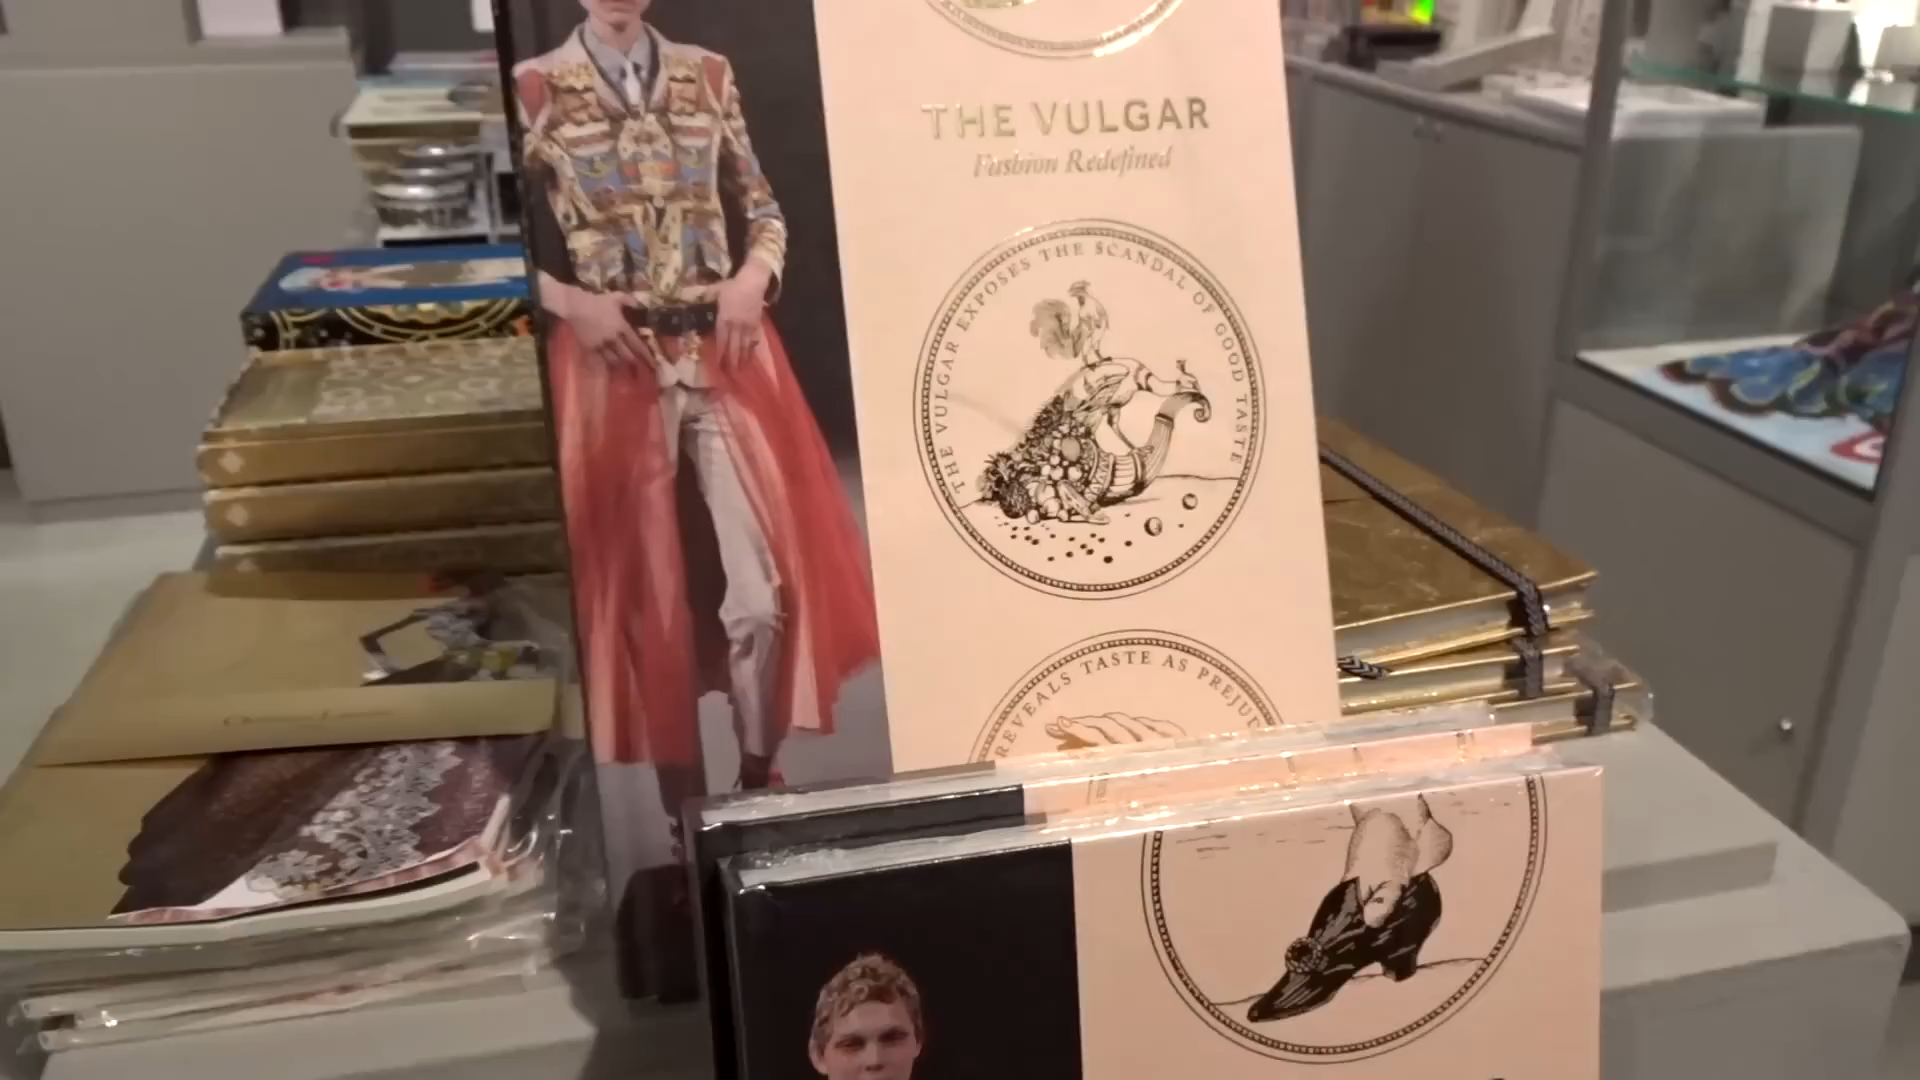 THE VULGAR
Fashion Redefined
THE VULGAR EXPOSES THE SCANDAL OF GOOD TASTE
REVEALS TASTE AS PREJUD